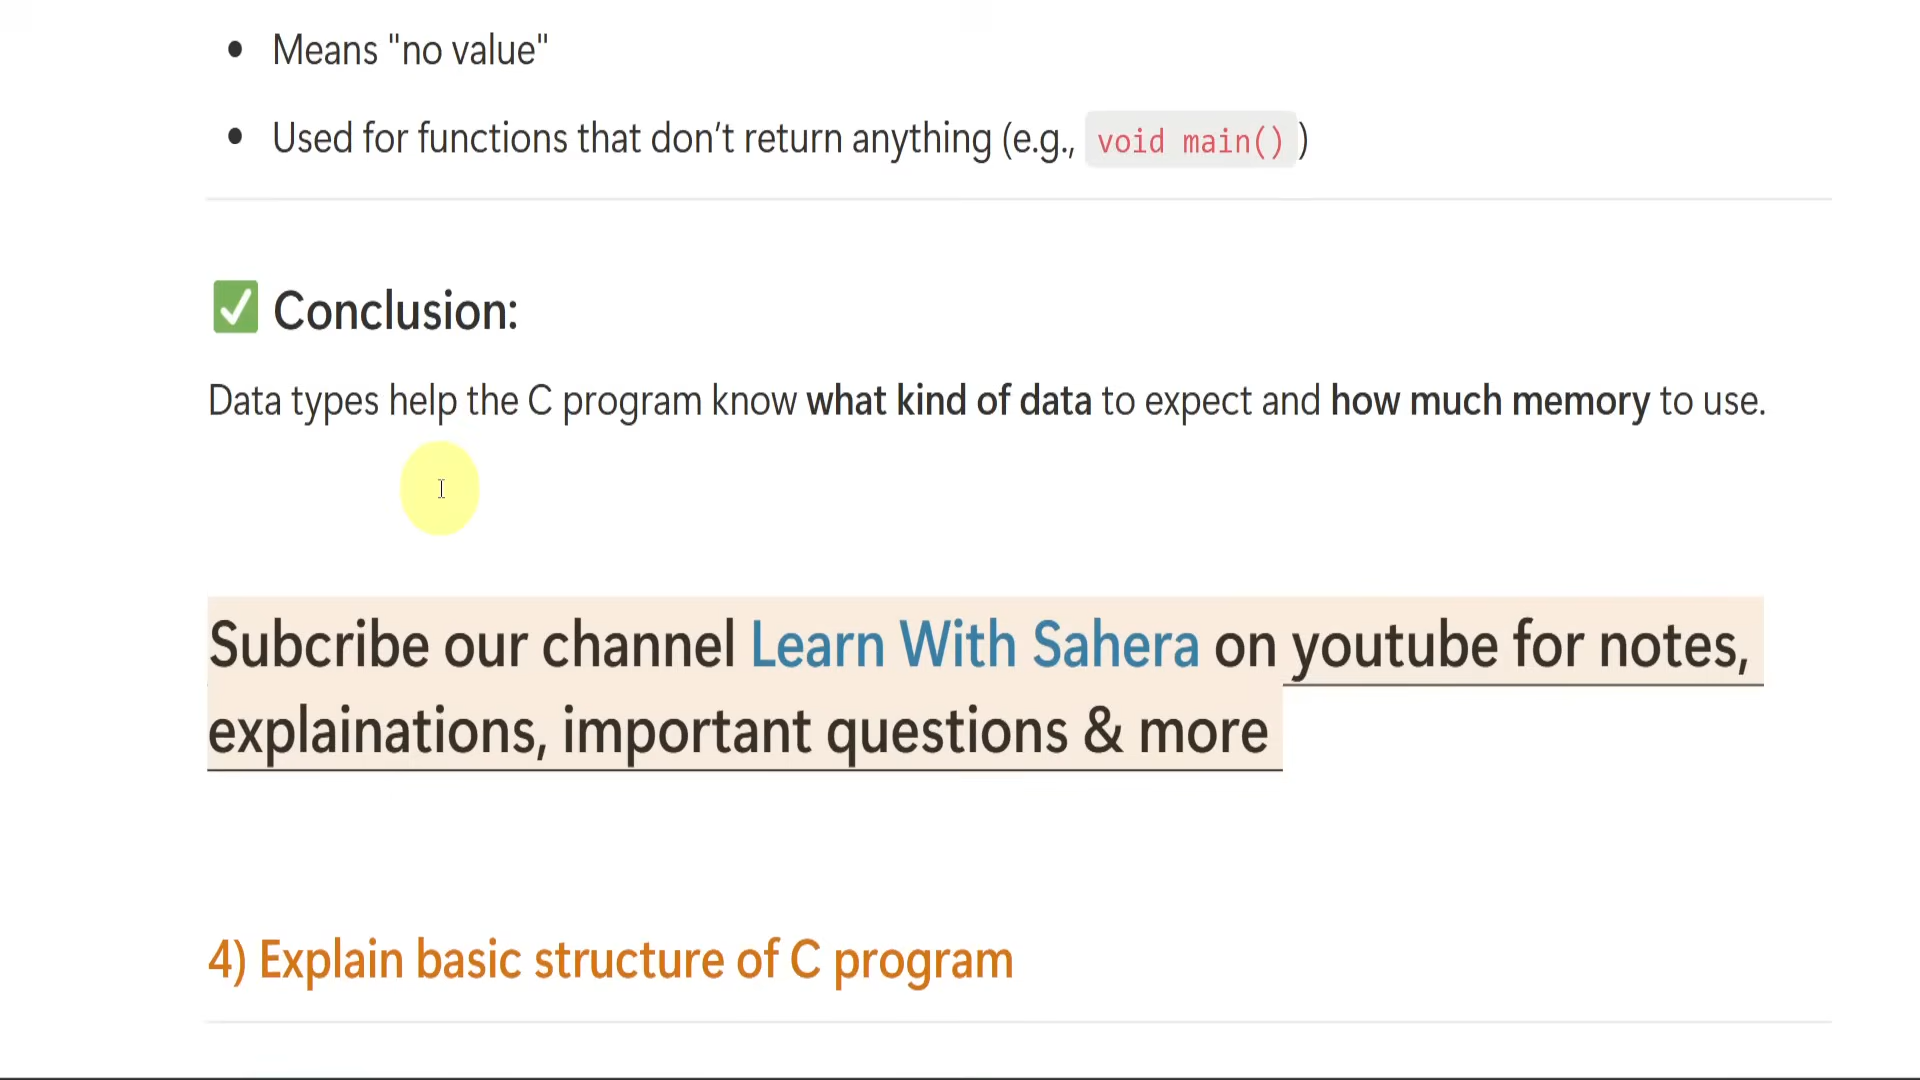 • Means "no value"
• Used for functions that don’t return anything (e.g., void main() )
✅ Conclusion:
Data types help the C program know what kind of data to expect and how much memory to use.
Subcribe our channel Learn With Sahera on youtube for notes,
explainations, important questions & more
4) Explain basic structure of C program